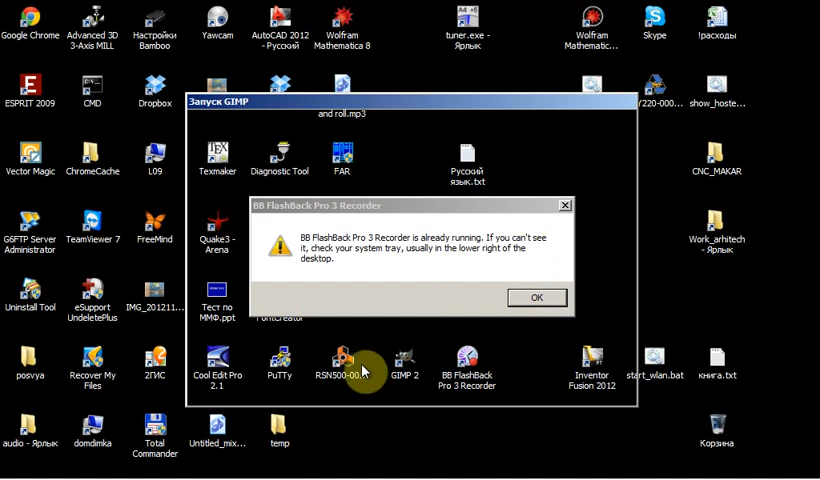 Google Chrome
Advanced 3D
3-Axis MILL
Настройки
Bamboo
Yawcam
AutoCAD 2012
- Русский
Wolfram
Mathematica 8
tuner.exe -
Ярлык
Wolfram
Mathematic...
Skype
!расходы
ESPRIT 2009
CMD
Dropbox
Y220-000...
show_hoste...
Запуск GIMP
and roll.mp3
Vector Magic
ChromeCache
L09
Texmaker
Diagnostic Tool
FAR
Русский
язык.txt
CNC_MAKAR
BB FlashBack Pro 3 Recorder
BB FlashBack Pro 3 Recorder is already running. If you can't see
it, check your system tray, usually in the lower right of the
desktop.
OK
G6FTP Server
Administrator
TeamViewer 7
FreeMind
Quake3 -
Arena
Work_arhitech
- Ярлык
Uninstall Tool
eSupport
UndeletePlus
IMG_201211...
Тест по
ММФ.ppt
FontCreator
posvya
Recover My
Files
2ГИС
Cool Edit Pro
2.1
PuTTy
RSN500-00...
GIMP 2
BB FlashBack
Pro 3 Recorder
Inventor
Fusion 2012
start_wlan.bat
книга.txt
audio - Ярлык
domdimka
Total
Commander
Untitled_mix...
temp
Корзина